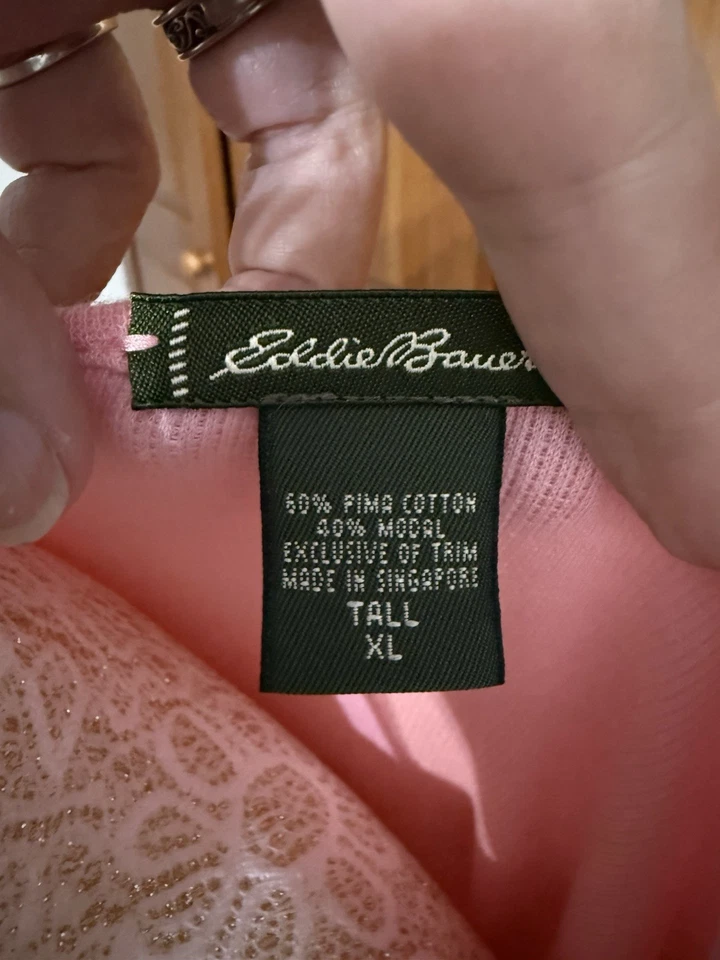 Eddie Bauer
60% PIMA COTTON
40% MODAL
EXCLUSIVE OF TRIM
MADE IN SINGAPORE
TALL
XL